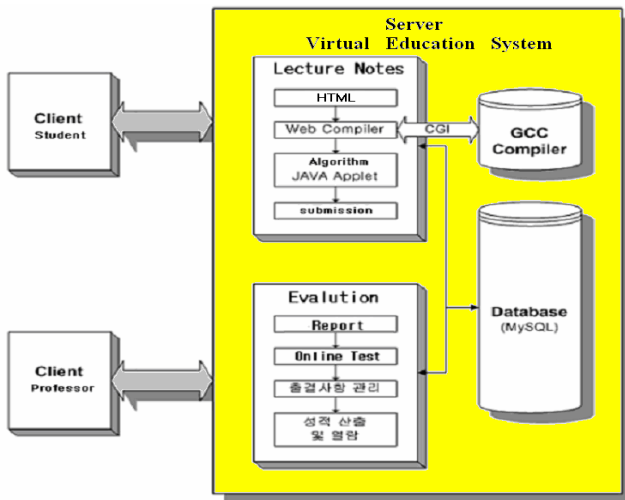 Server
Virtual Education System
Client
Student
Lecture Notes
HTML
Web Compiler
Algorithm
JAVA Applet
submission
CGI
GCC
Compiler
Client
Professor
Evalution
Report
Online Test
출결사항 관리
성적 산출
및 열람
Database
(MySQL)